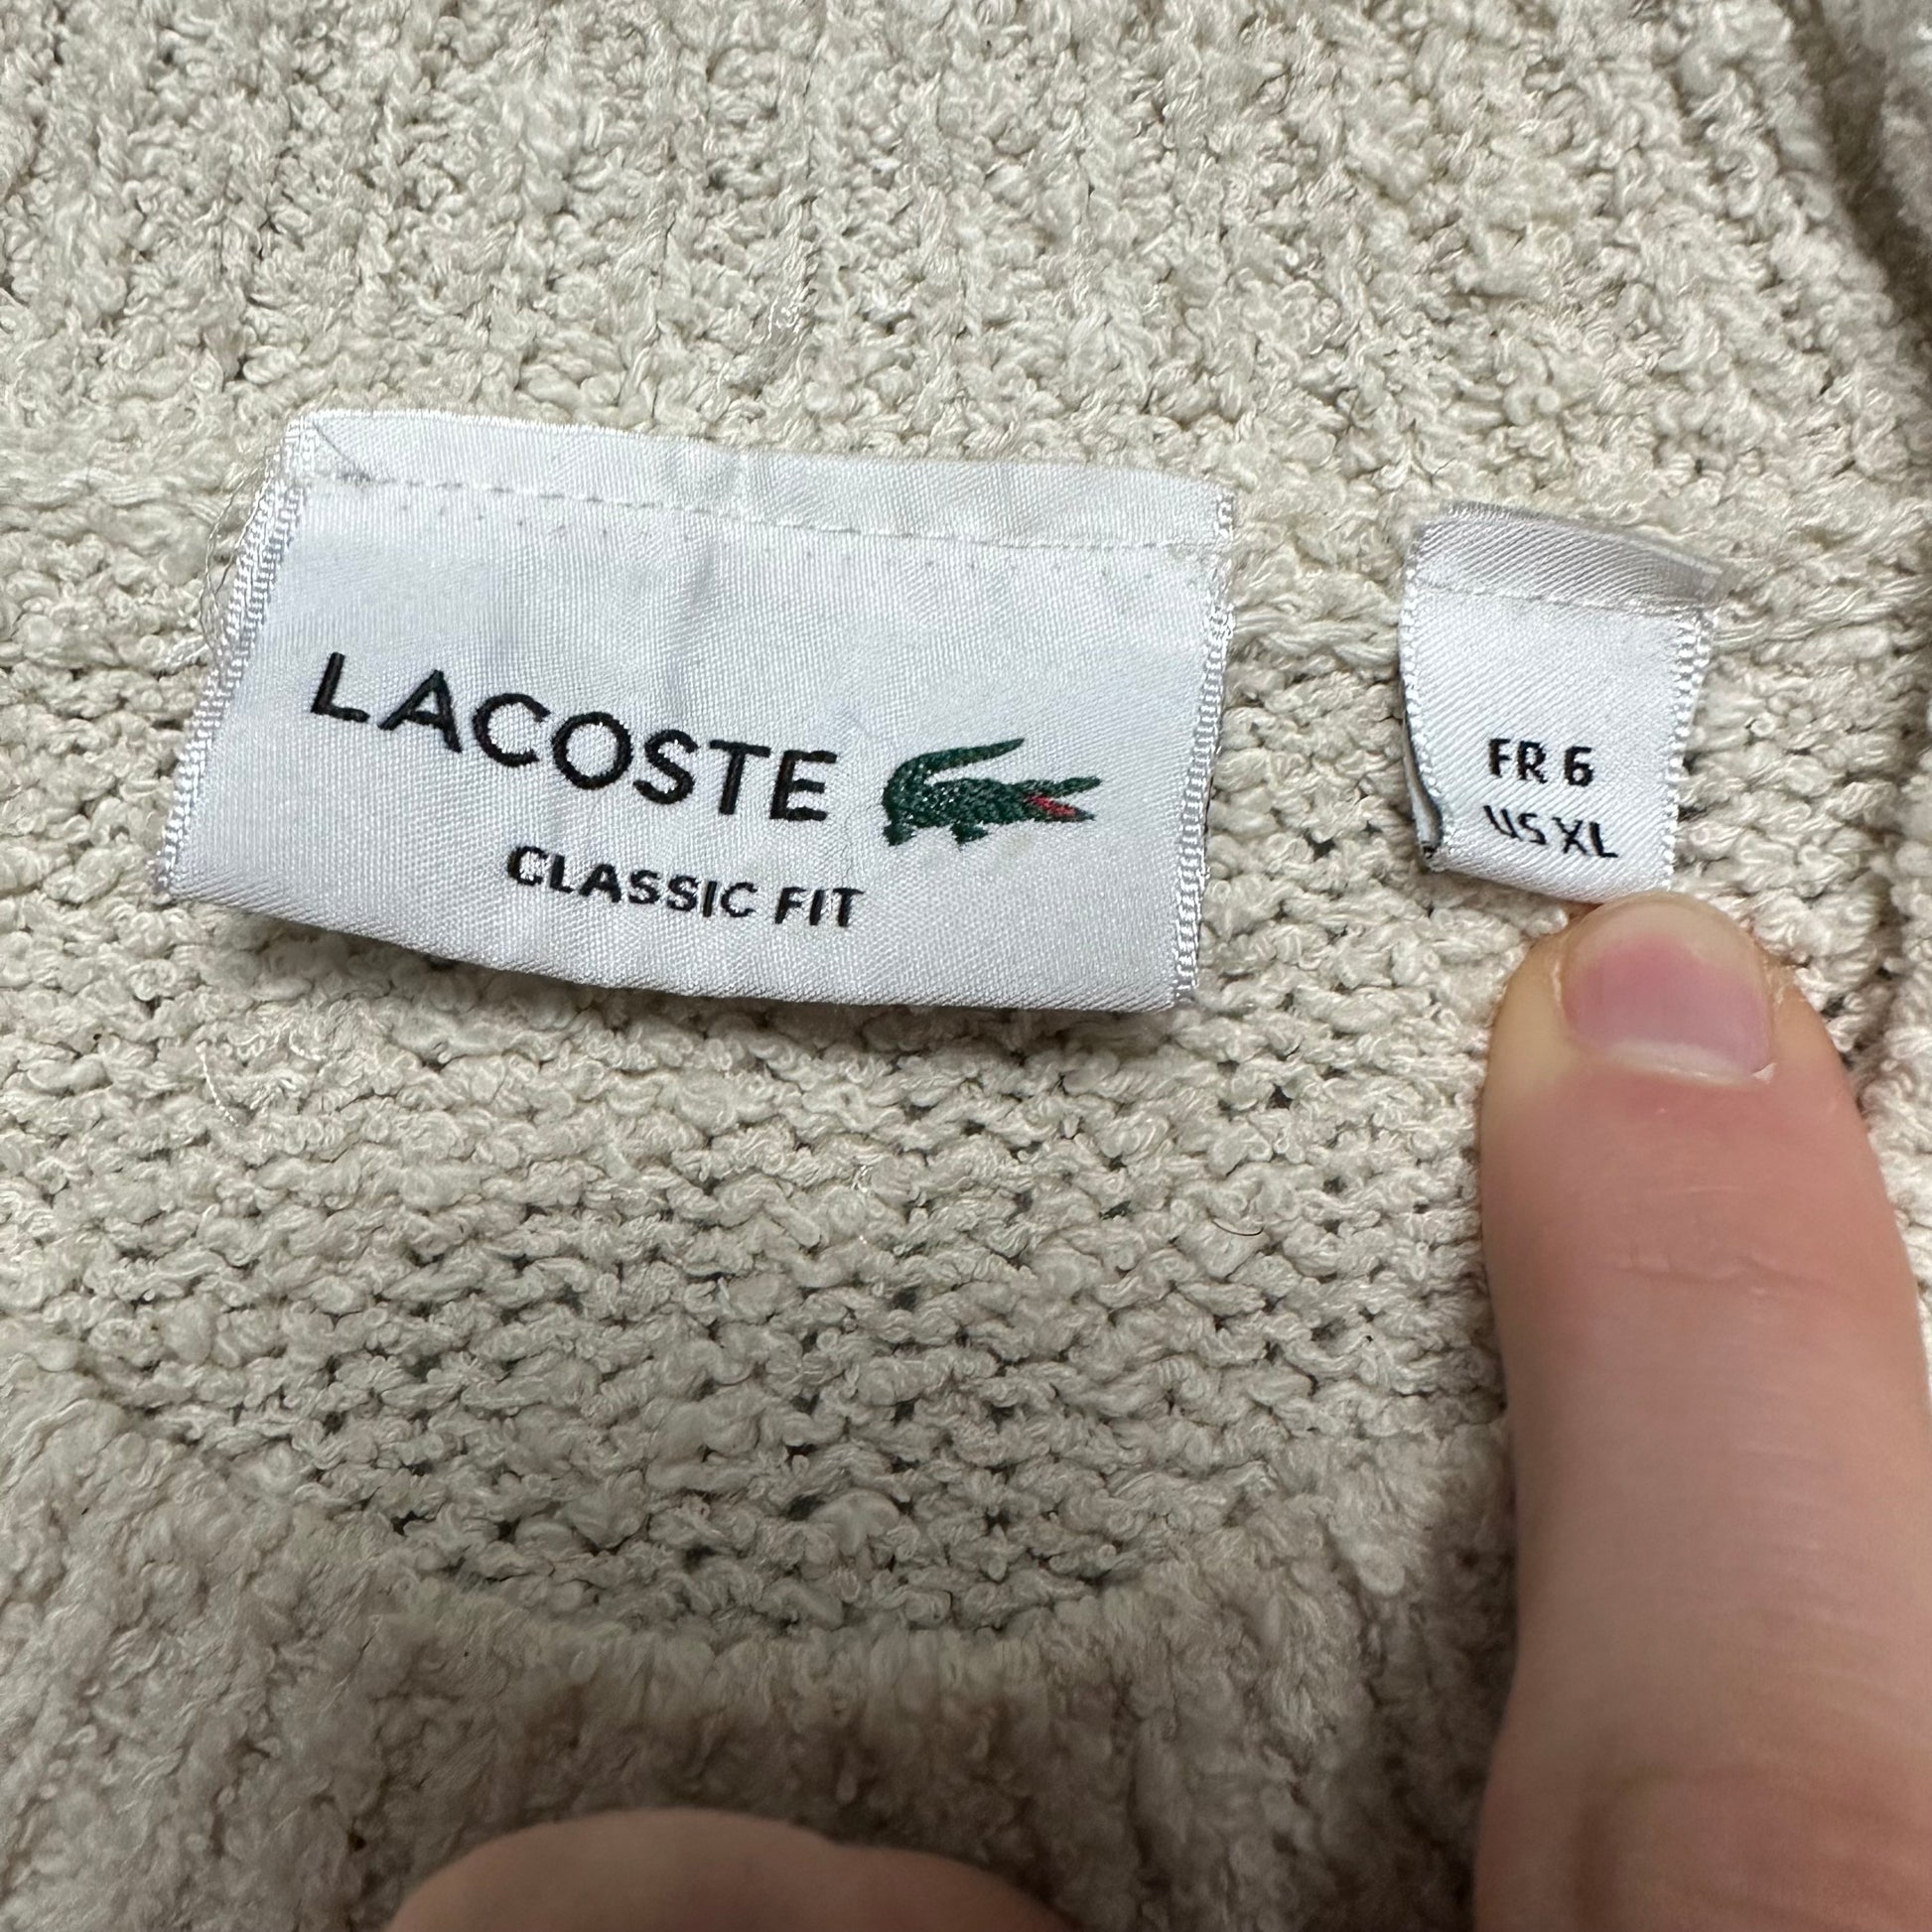 LACOSTE
CLASSIC FIT
FR 6
US XL